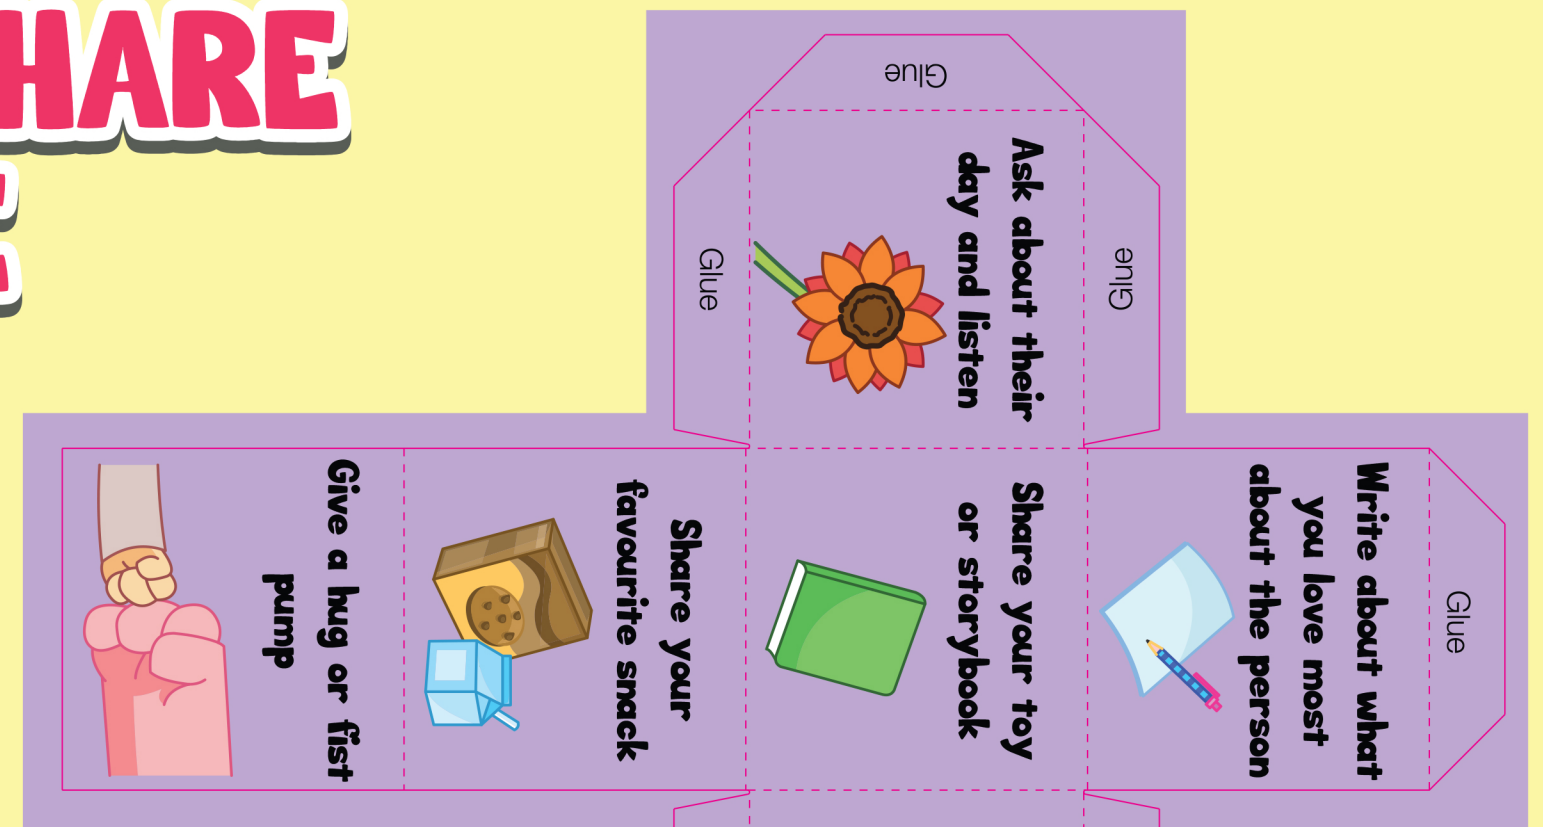 HARE
Glue
Glue
Glue
Ask about their
day and listen
Give a hug or fist
pump
Share your
favourite snack
Share your toy
or storybook
Write about what
you love most
about the person
Glue